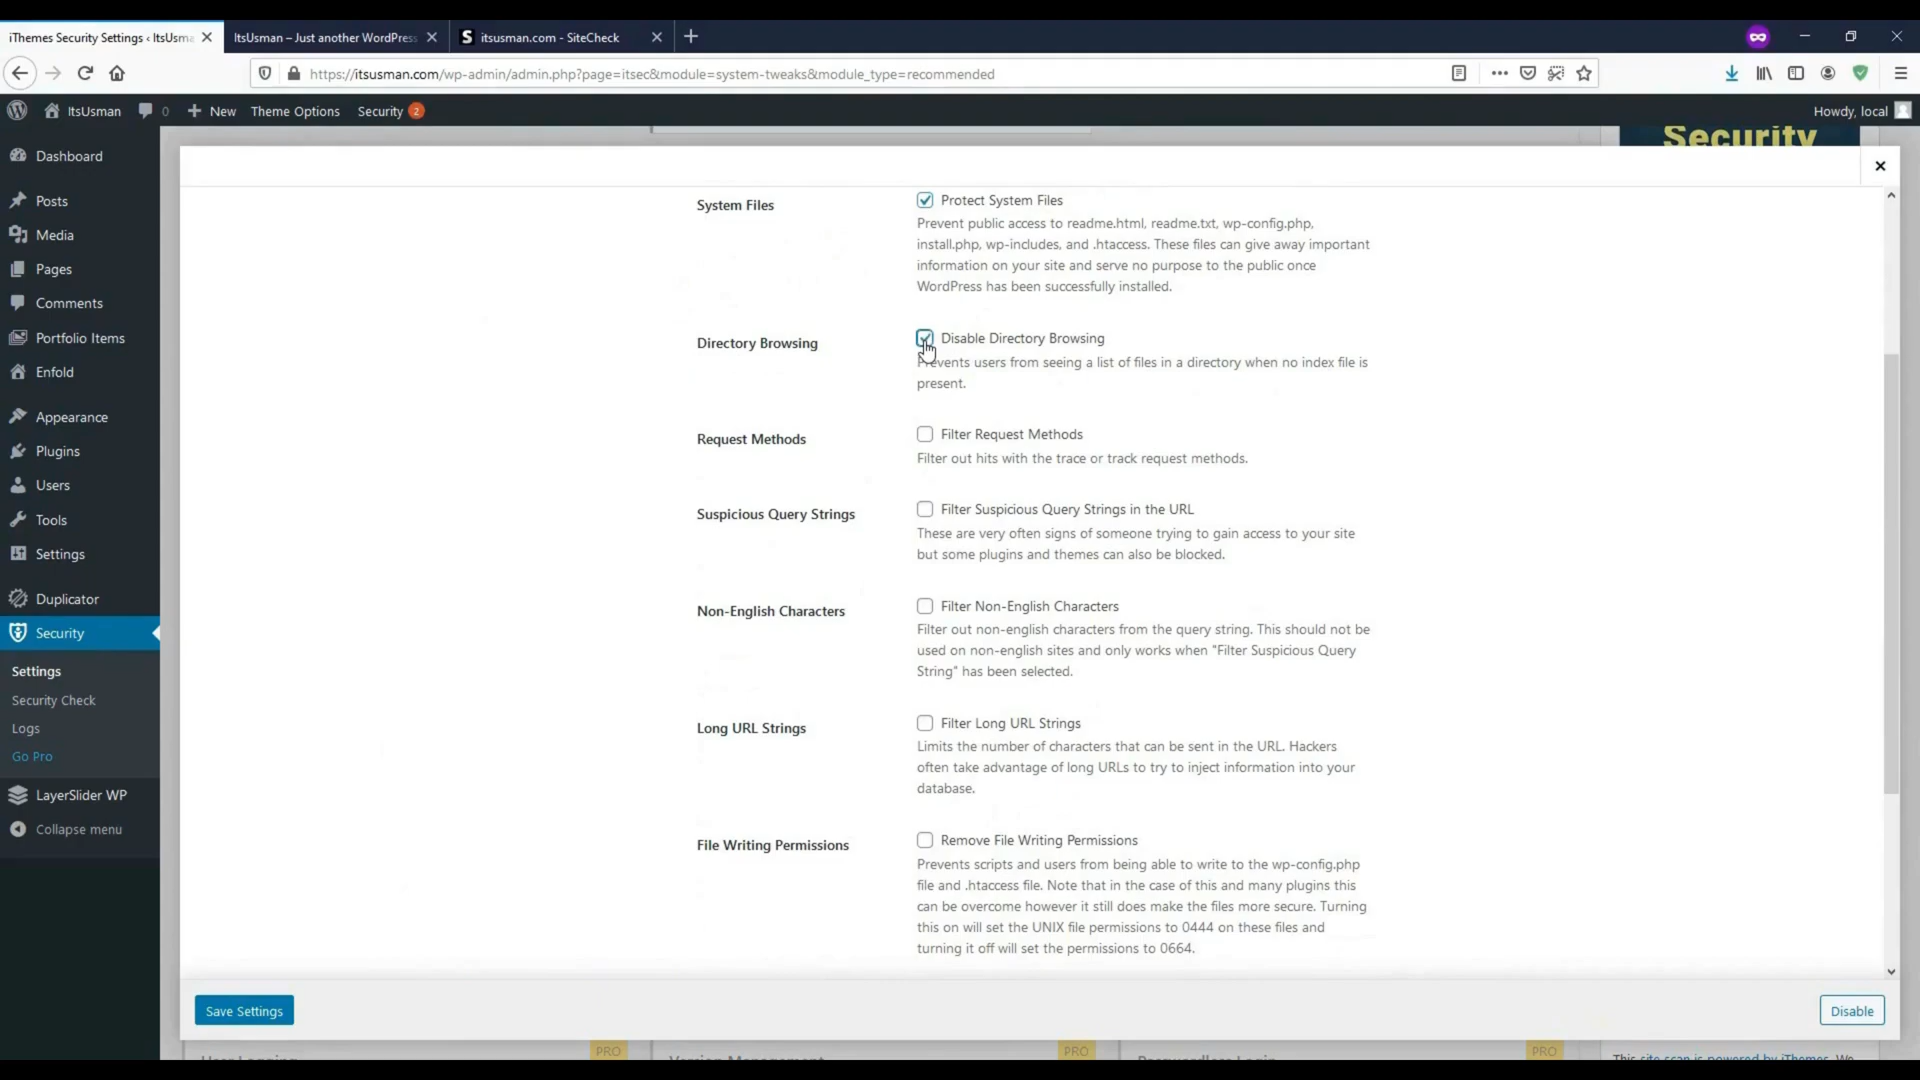 iThemes Security Settings ‹ ItsUsma
ItsUsman – Just another WordPress
S itsusman.com - SiteCheck
https://itsusman.com/wp-admin/admin.php?page=itsec&module=system-tweaks&module_type=recommended
ItsUsman
0
New
Theme Options
Security 2
Howdy, local
Security
Dashboard
Posts
Media
Pages
Comments
Portfolio Items
Enfold
Appearance
Plugins
Users
Tools
Settings
Duplicator
Security
Settings
Security Check
Logs
Go Pro
LayerSlider WP
Collapse menu
System Files
Protect System Files
Prevent public access to readme.html, readme.txt, wp-config.php,
install.php, wp-includes, and .htaccess. These files can give away important
information on your site and serve no purpose to the public once
WordPress has been successfully installed.
Directory Browsing
Disable Directory Browsing
Prevents users from seeing a list of files in a directory when no index file is
present.
Request Methods
Filter Request Methods
Filter out hits with the trace or track request methods.
Suspicious Query Strings
Filter Suspicious Query Strings in the URL
These are very often signs of someone trying to gain access to your site
but some plugins and themes can also be blocked.
Non-English Characters
Filter Non-English Characters
Filter out non-english characters from the query string. This should not be
used on non-english sites and only works when "Filter Suspicious Query
String" has been selected.
Long URL Strings
Filter Long URL Strings
Limits the number of characters that can be sent in the URL. Hackers
often take advantage of long URLs to try to inject information into your
database.
File Writing Permissions
Remove File Writing Permissions
Prevents scripts and users from being able to write to the wp-config.php
file and .htaccess file. Note that in the case of this and many plugins this
can be overcome however it still does make the files more secure. Turning
this on will set the UNIX file permissions to 0444 on these files and
turning it off will set the permissions to 0664.
Save Settings
Disable
User Logging
PRO
Version Management
PRO
Passwordless Login
PRO
This site scan is powered by iThemes. We